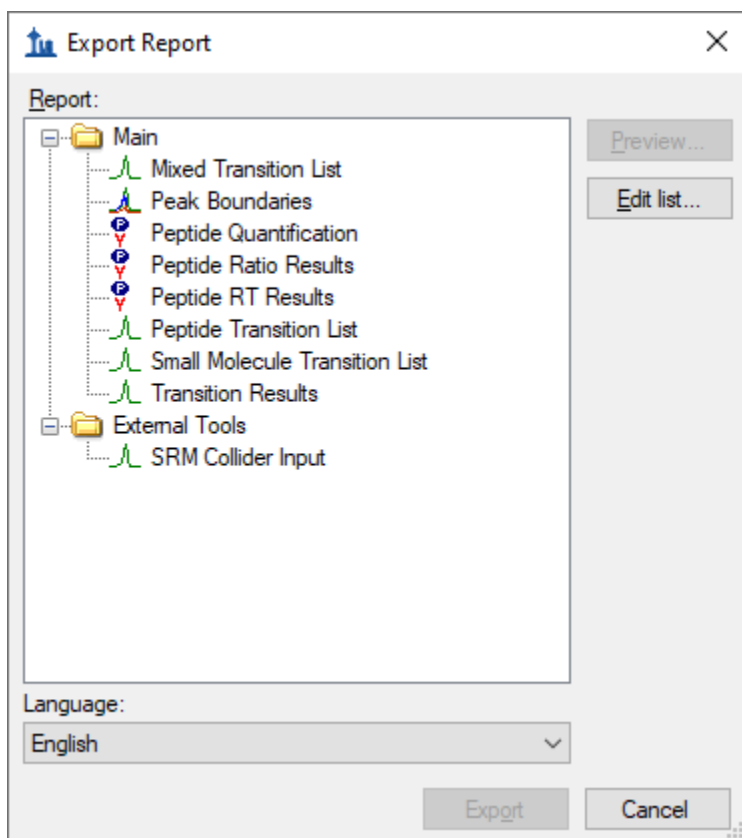 Export Report
Report:
Main
Mixed Transition List
Peak Boundaries
Peptide Quantification
Peptide Ratio Results
Peptide RT Results
Peptide Transition List
Small Molecule Transition List
Transition Results
External Tools
SRM Collider Input
Preview...
Edit list...
Language:
English
Export
Cancel